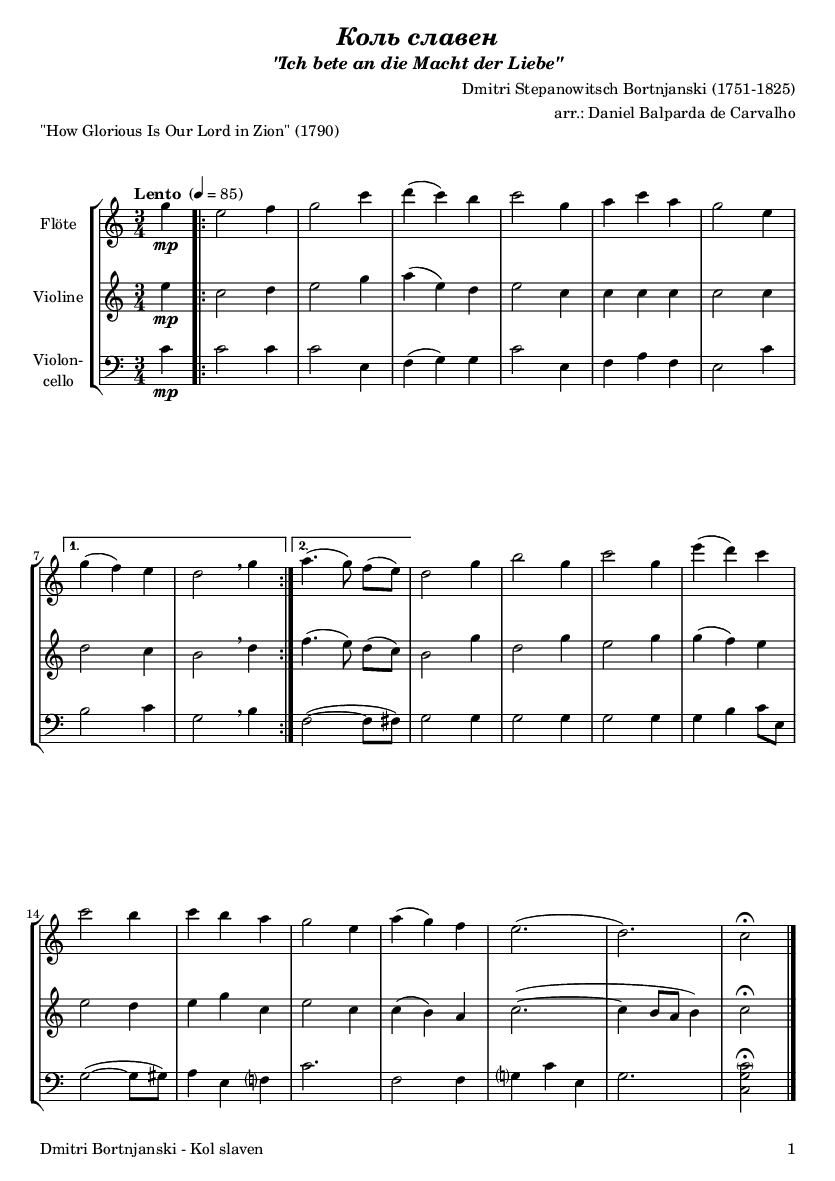 Коль славен
"Ich bete an die Macht der Liebe"
Dmitri Stepanowitsch Bortnjanski (1751-1825)
arr.: Daniel Balparda de Carvalho
"How Glorious Is Our Lord in Zion" (1790)
Lento (♩ = 85)
Flöte
mp
Violine
mp
Violon-
cello
mp
7
1.
2.
14
Dmitri Bortnjanski - Kol slaven 1